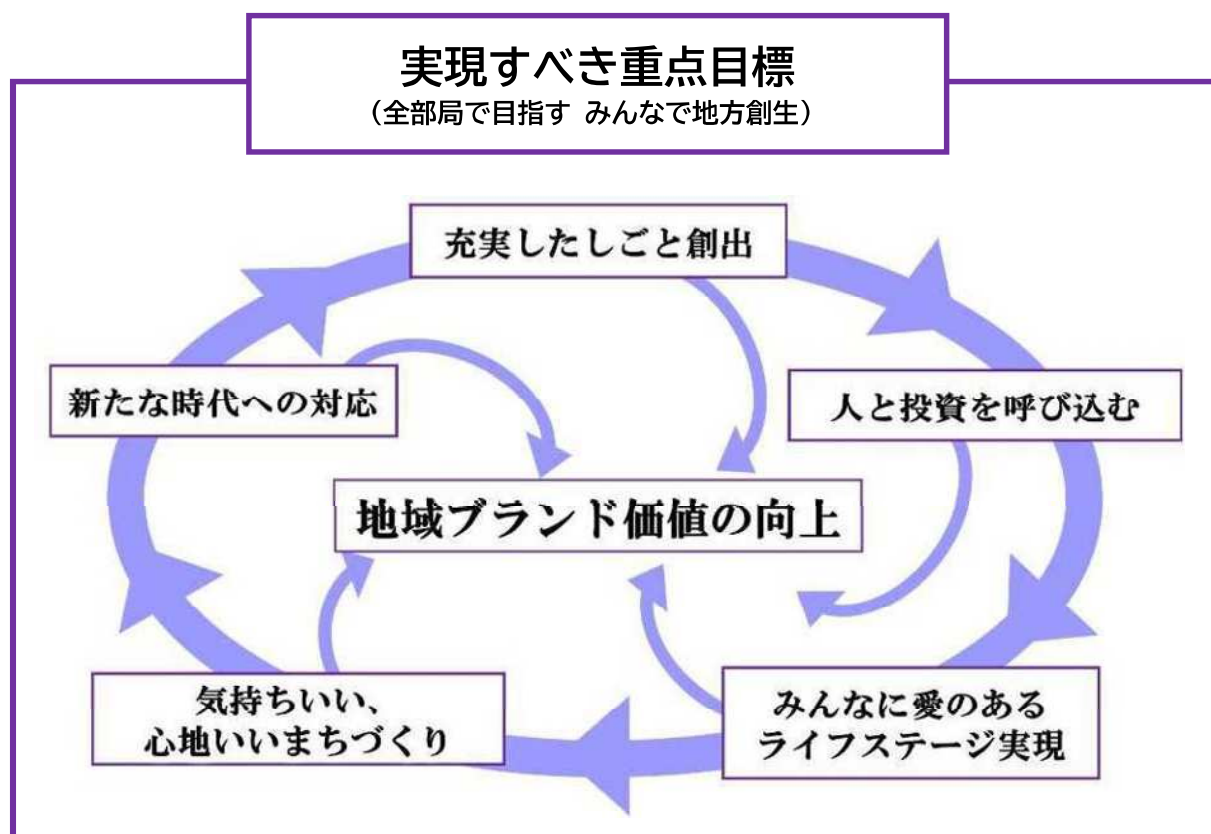 実現すべき重点目標
（全部局で目指す みんなで地方創生）
充実したしごと創出
新たな時代への対応
人と投資を呼び込む
地域ブランド価値の向上
気持ちいい、
心地いいまちづくり
みんなに愛のある
ライフステージ実現